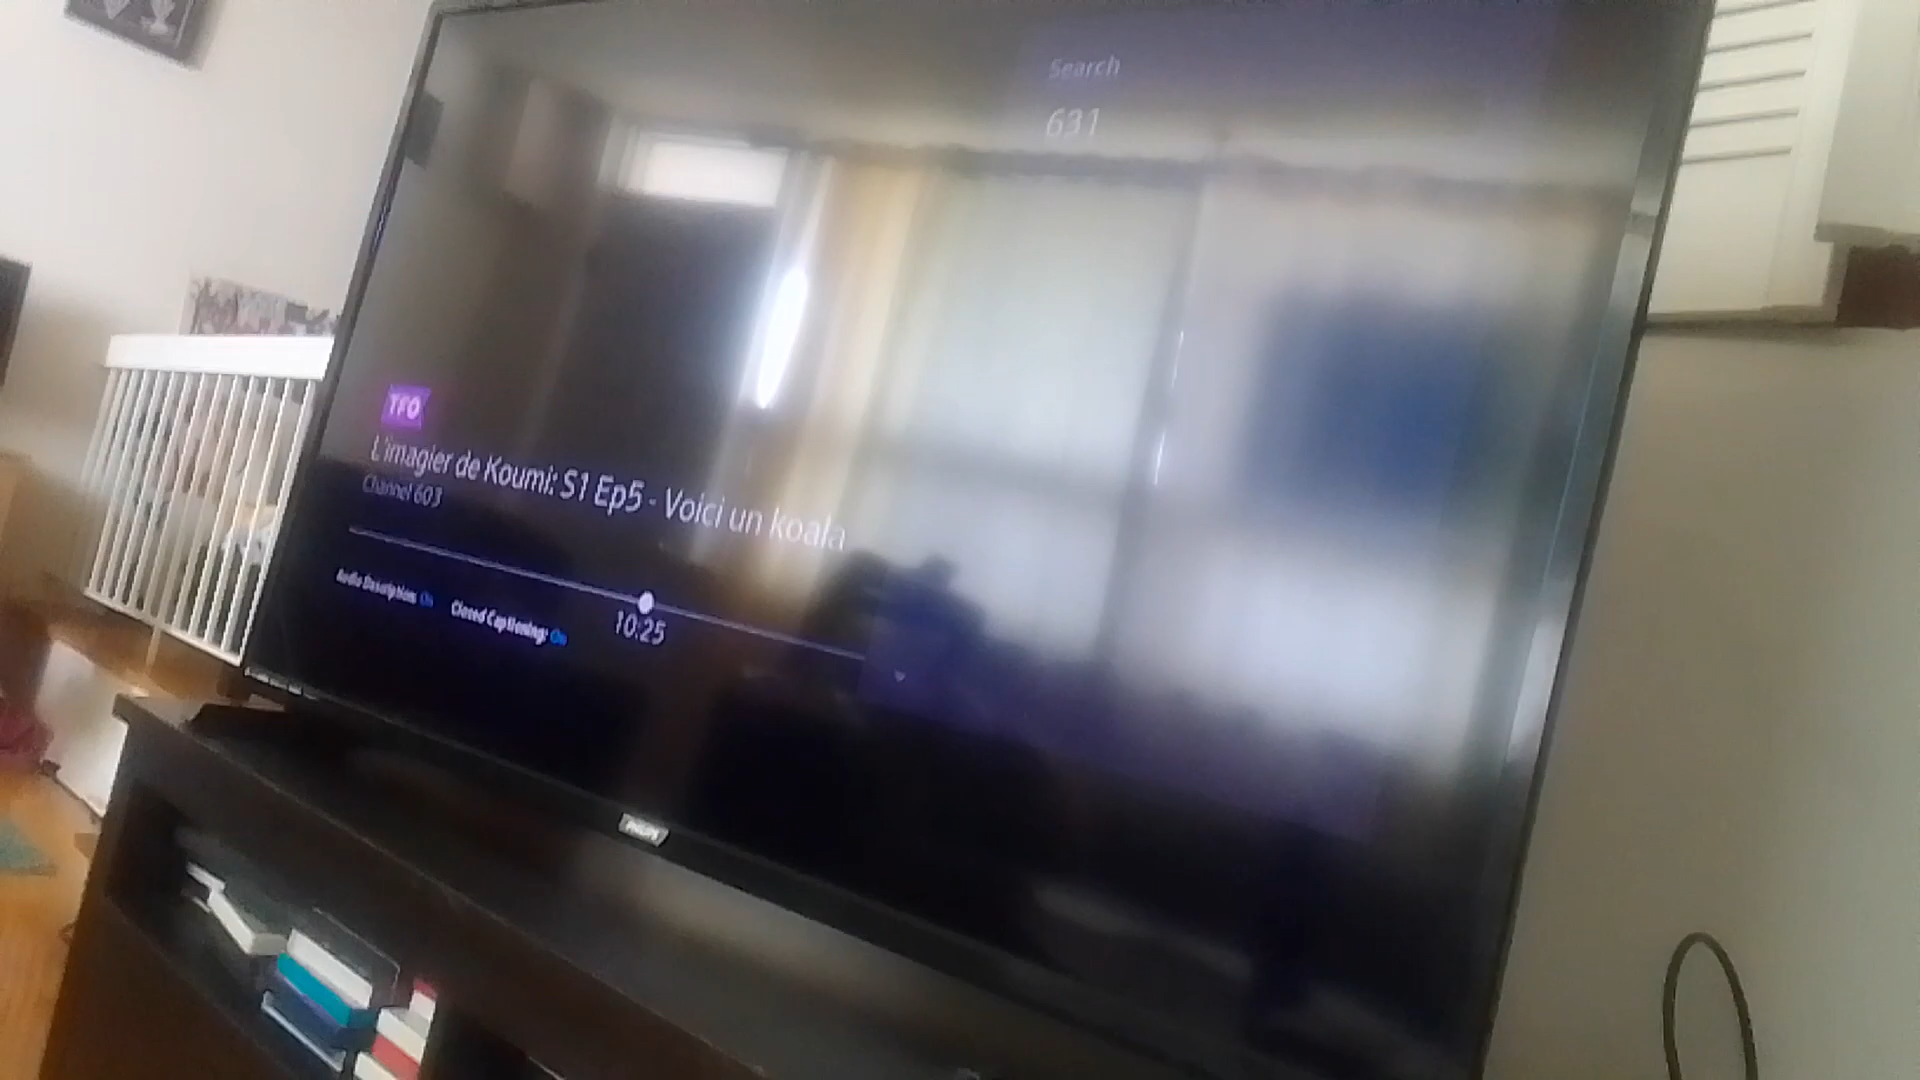 Search
631
TFO
L'imagier de Koumi: S1 Ep5 - Voici un koala
Channel 603
10:25
Audio Description: On Closed Captioning: On
PHILIPS